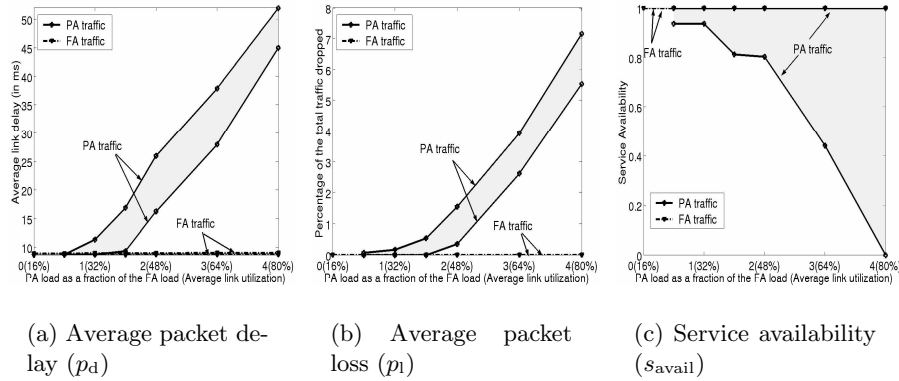 Average link delay (in ms)
50
45
40
35
30
25
20
15
10
PA traffic
FA traffic
PA traffic
FA traffic
0(16%) 1(32%) 2(48%) 3(64%) 4(80%)
PA load as a fraction of the FA load (Average link utilization)
(a) Average packet de-
lay (pd)
Percentage of the total traffic dropped
8
7
6
5
4
3
2
1
0
PA traffic
FA traffic
PA traffic
FA traffic
0(16%) 1(32%) 2(48%) 3(64%) 4(80%)
PA load as a fraction of the FA load (Average link utilization)
(b) Average packet
loss (pl)
Service Availability
1
0.8
0.6
0.4
0.2
0
FA traffic
PA traffic
PA traffic
FA traffic
0(16%) 1(32%) 2(48%) 3(64%) 4(80%)
PA load as a fraction of the FA load (Average link utilization)
(c) Service availability
(savail)